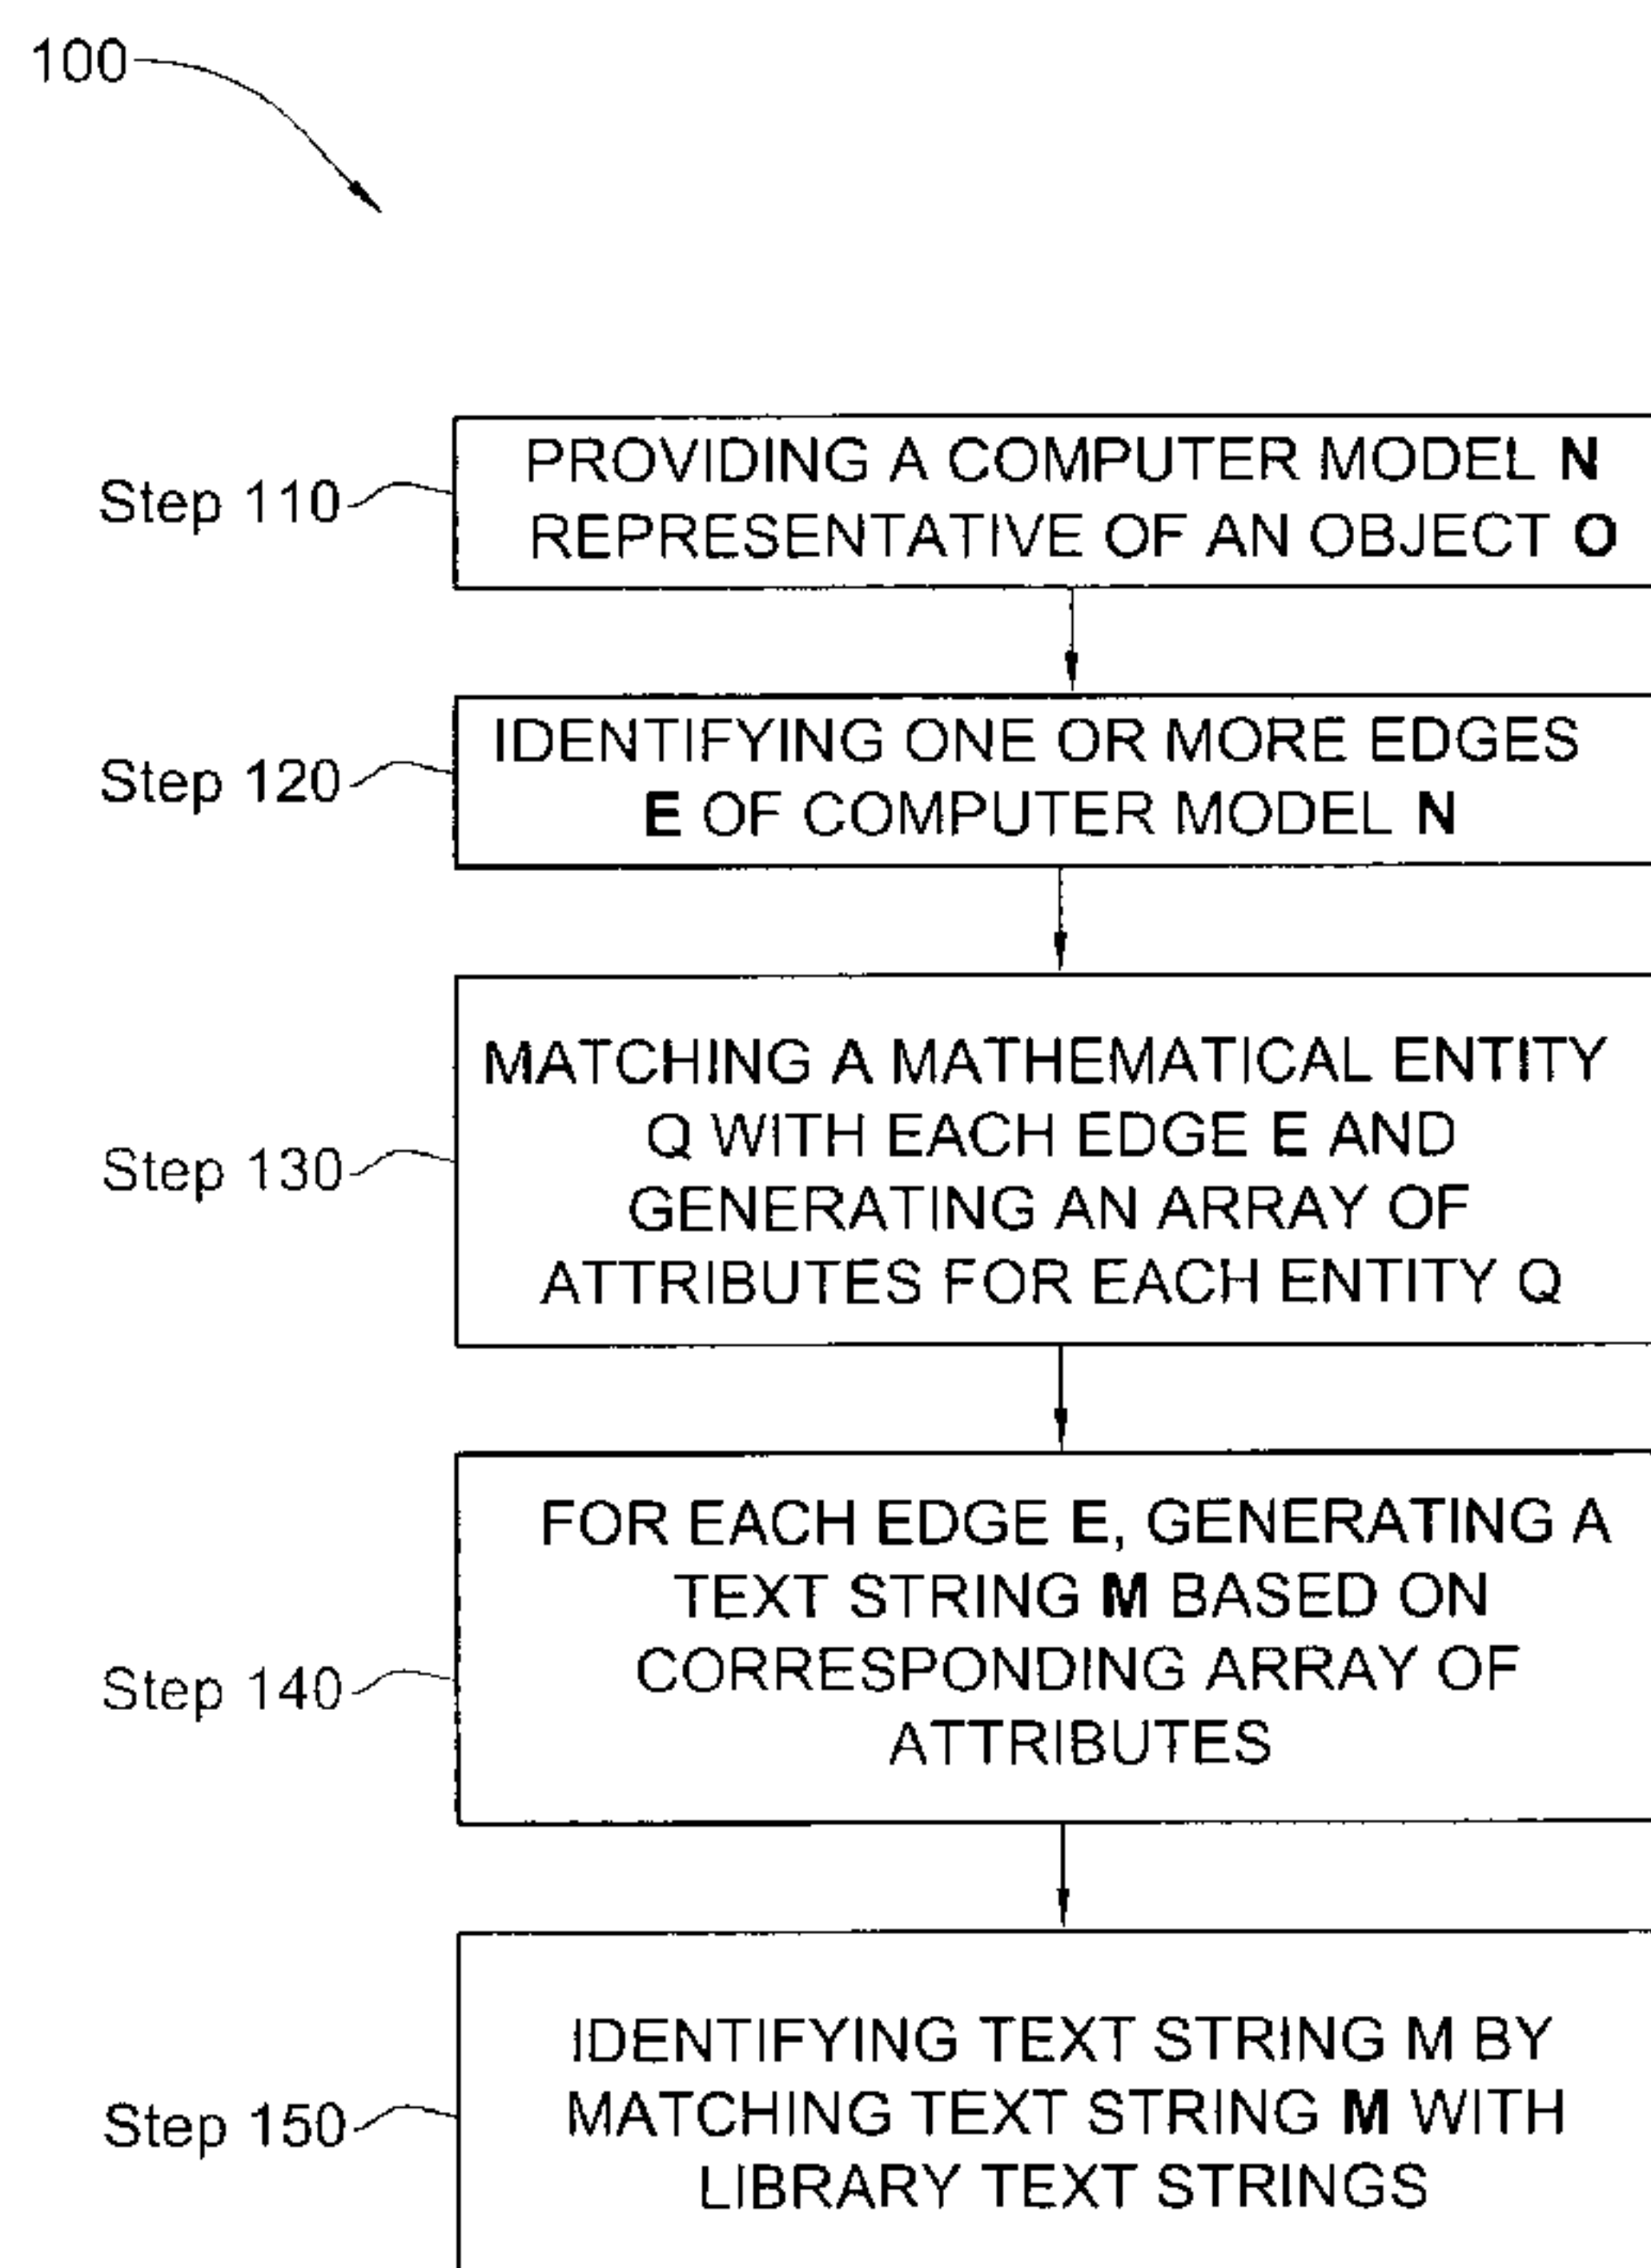 100
Step 110
PROVIDING A COMPUTER MODEL N
REPRESENTATIVE OF AN OBJECT O
Step 120
IDENTIFYING ONE OR MORE EDGES
E OF COMPUTER MODEL N
Step 130
MATCHING A MATHEMATICAL ENTITY
Q WITH EACH EDGE E AND
GENERATING AN ARRAY OF
ATTRIBUTES FOR EACH ENTITY Q
Step 140
FOR EACH EDGE E, GENERATING A
TEXT STRING M BASED ON
CORRESPONDING ARRAY OF
ATTRIBUTES
Step 150
IDENTIFYING TEXT STRING M BY
MATCHING TEXT STRING M WITH
LIBRARY TEXT STRINGS